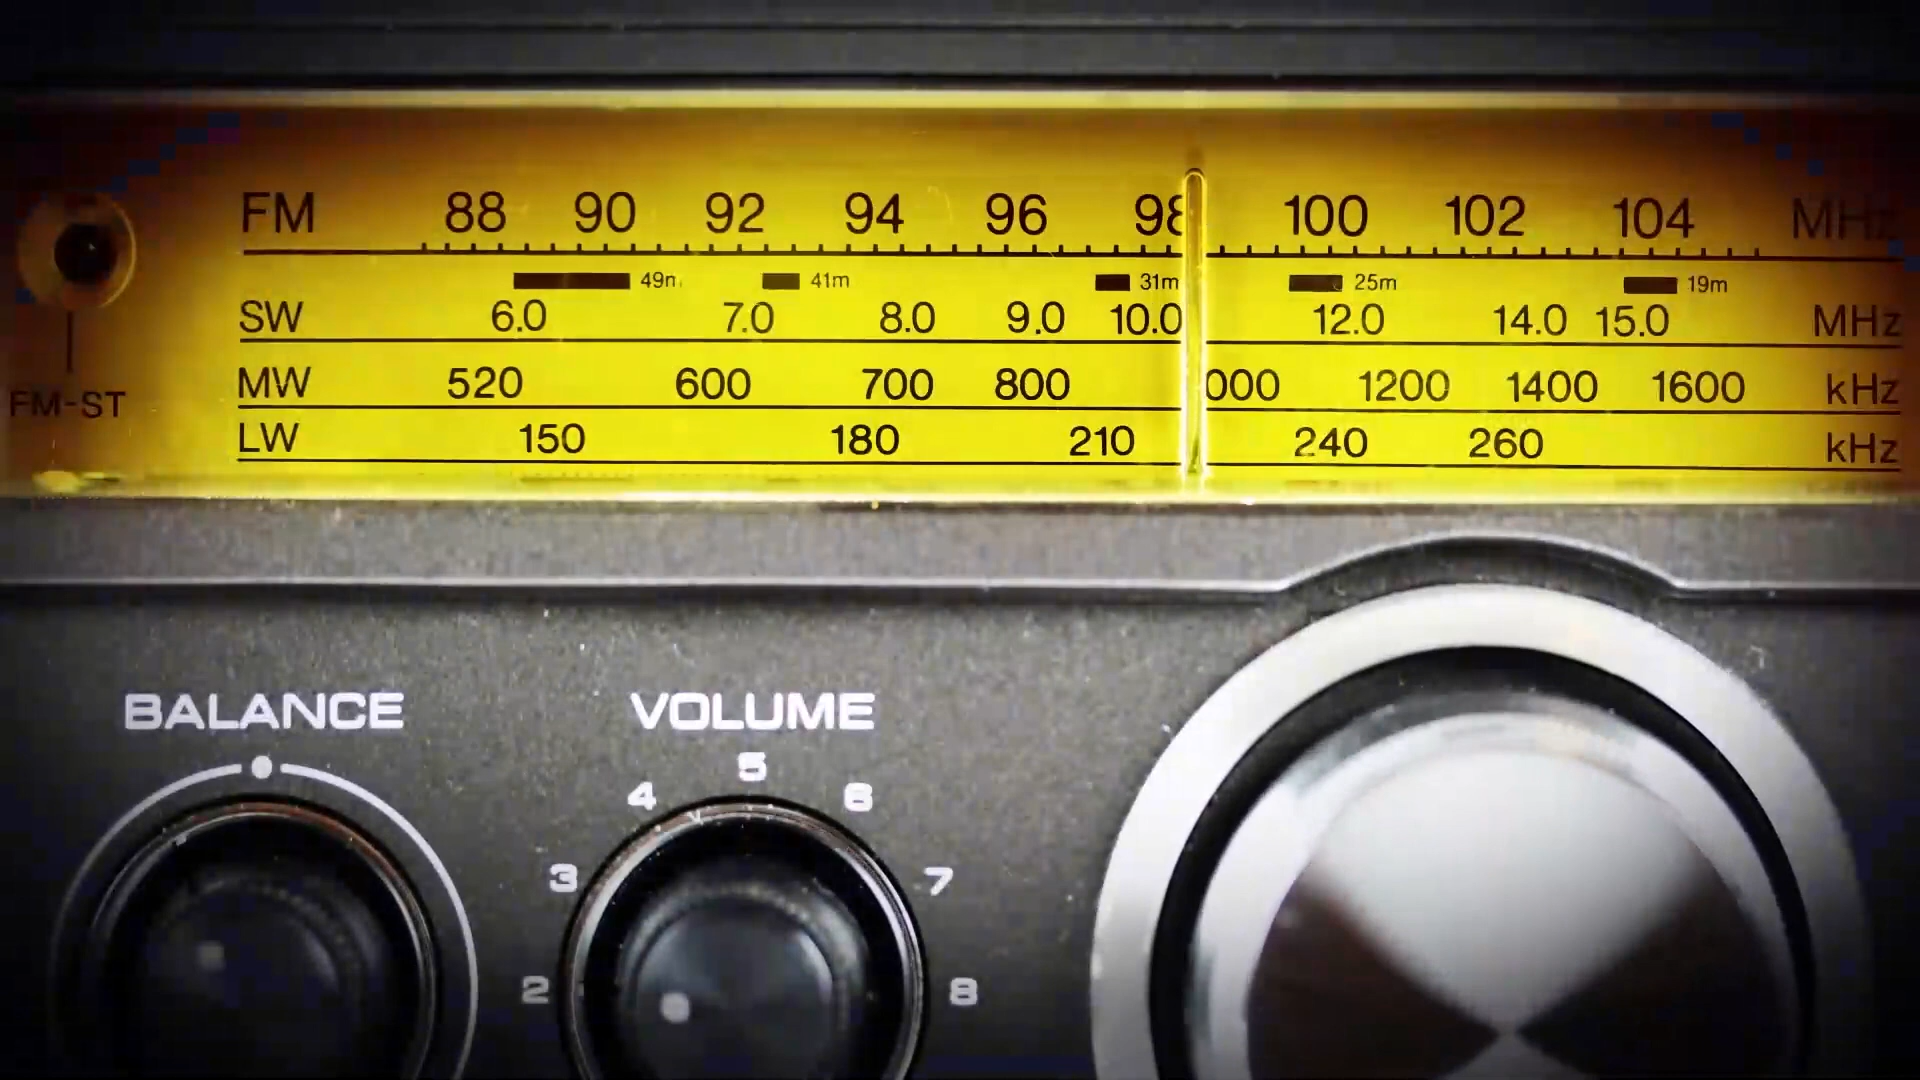 FM 88 90 92 94 96 98 100 102 104 MHz
49m 41m 31m 25m 19m
SW 6.0 7.0 8.0 9.0 10.0 12.0 14.0 15.0 MHz
MW 520 600 700 800 000 1200 1400 1600 kHz
FM-ST
LW 150 180 210 240 260 kHz
BALANCE VOLUME
5
4 6
3 7
2 8